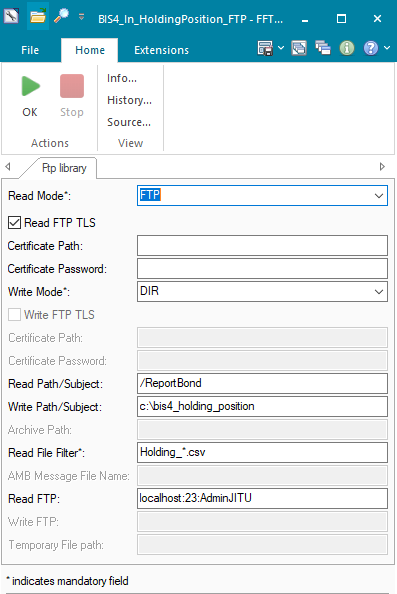 BIS4_In_HoldingPosition_FTP - FFT...
File Home Extensions
OK Stop
Info...
History...
Source...
Actions View
Ftp library
Read Mode*: FTP
Read FTP TLS
Certificate Path:
Certificate Password:
Write Mode*: DIR
Write FTP TLS
Certificate Path:
Certificate Password:
Read Path/Subject: /ReportBond
Write Path/Subject: c:\bis4_holding_position
Archive Path:
Read File Filter*: Holding_*.csv
AMB Message File Name:
Read FTP: localhost:23:AdminJITU
Write FTP:
Temporary File path:
* indicates mandatory field